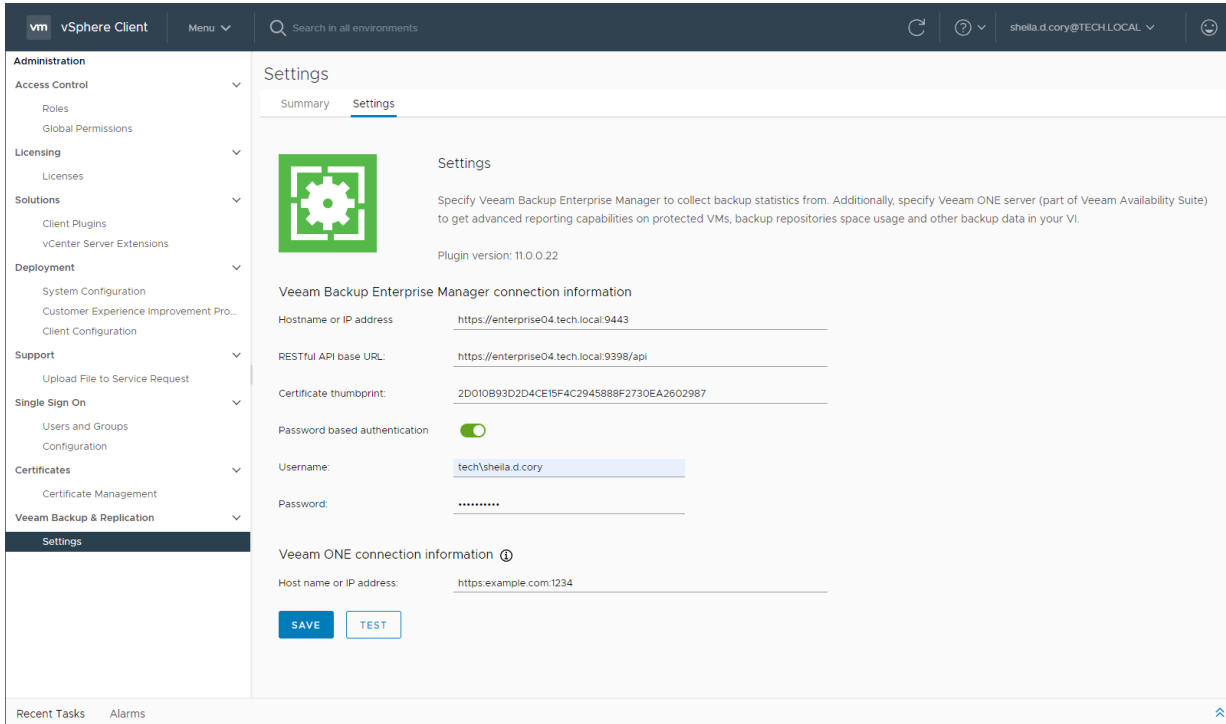 vm vSphere Client Menu Search in all environments sheila.d.cory@TECH.LOCAL
Administration
Access Control
Roles
Global Permissions
Licensing
Licenses
Solutions
Client Plugins
vCenter Server Extensions
Deployment
System Configuration
Customer Experience Improvement Pro...
Client Configuration
Support
Upload File to Service Request
Single Sign On
Users and Groups
Configuration
Certificates
Certificate Management
Veeam Backup & Replication
Settings
Settings
Summary Settings
Settings
Specify Veeam Backup Enterprise Manager to collect backup statistics from. Additionally, specify Veeam ONE server (part of Veeam Availability Suite)
to get advanced reporting capabilities on protected VMs, backup repositories space usage and other backup data in your VI.
Plugin version: 11.0.0.22
Veeam Backup Enterprise Manager connection information
Hostname or IP address https://enterprise04.tech.local:9443
RESTful API base URL: https://enterprise04.tech.local:9398/api
Certificate thumbprint: 2D010B93D2D4CE15F4C2945888F2730EA2602987
Password based authentication
Username: tech\sheila.d.cory
Password: ••••••••••
Veeam ONE connection information
Host name or IP address: https:example.com:1234
SAVE TEST
Recent Tasks Alarms